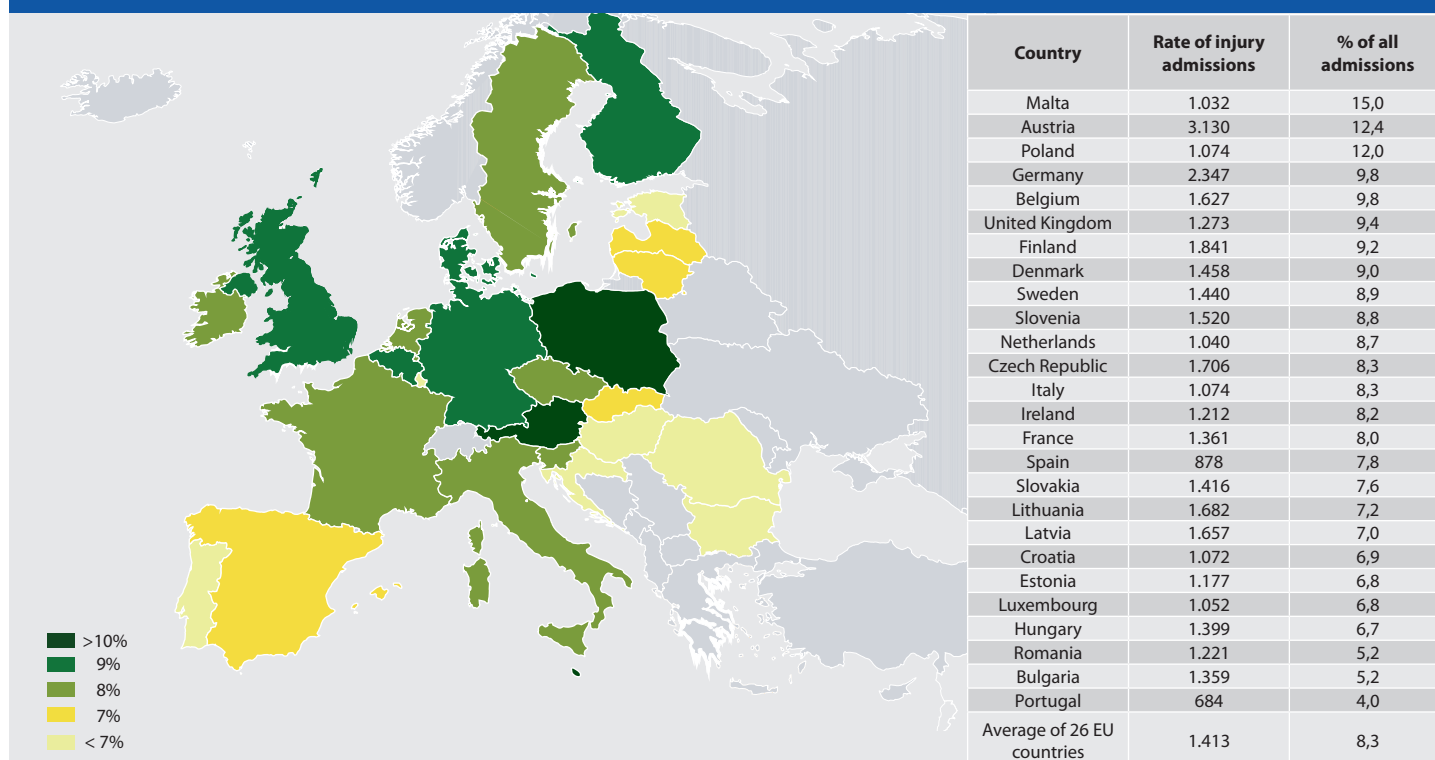 >10%
9%
8%
7%
< 7%
Country Rate of injury admissions % of all admissions
Malta 1.032 15,0
Austria 3.130 12,4
Poland 1.074 12,0
Germany 2.347 9,8
Belgium 1.627 9,8
United Kingdom 1.273 9,4
Finland 1.841 9,2
Denmark 1.458 9,0
Sweden 1.440 8,9
Slovenia 1.520 8,8
Netherlands 1.040 8,7
Czech Republic 1.706 8,3
Italy 1.074 8,3
Ireland 1.212 8,2
France 1.361 8,0
Spain 878 7,8
Slovakia 1.416 7,6
Lithuania 1.682 7,2
Latvia 1.657 7,0
Croatia 1.072 6,9
Estonia 1.177 6,8
Luxembourg 1.052 6,8
Hungary 1.399 6,7
Romania 1.221 5,2
Bulgaria 1.359 5,2
Portugal 684 4,0
Average of 26 EU countries 1.413 8,3